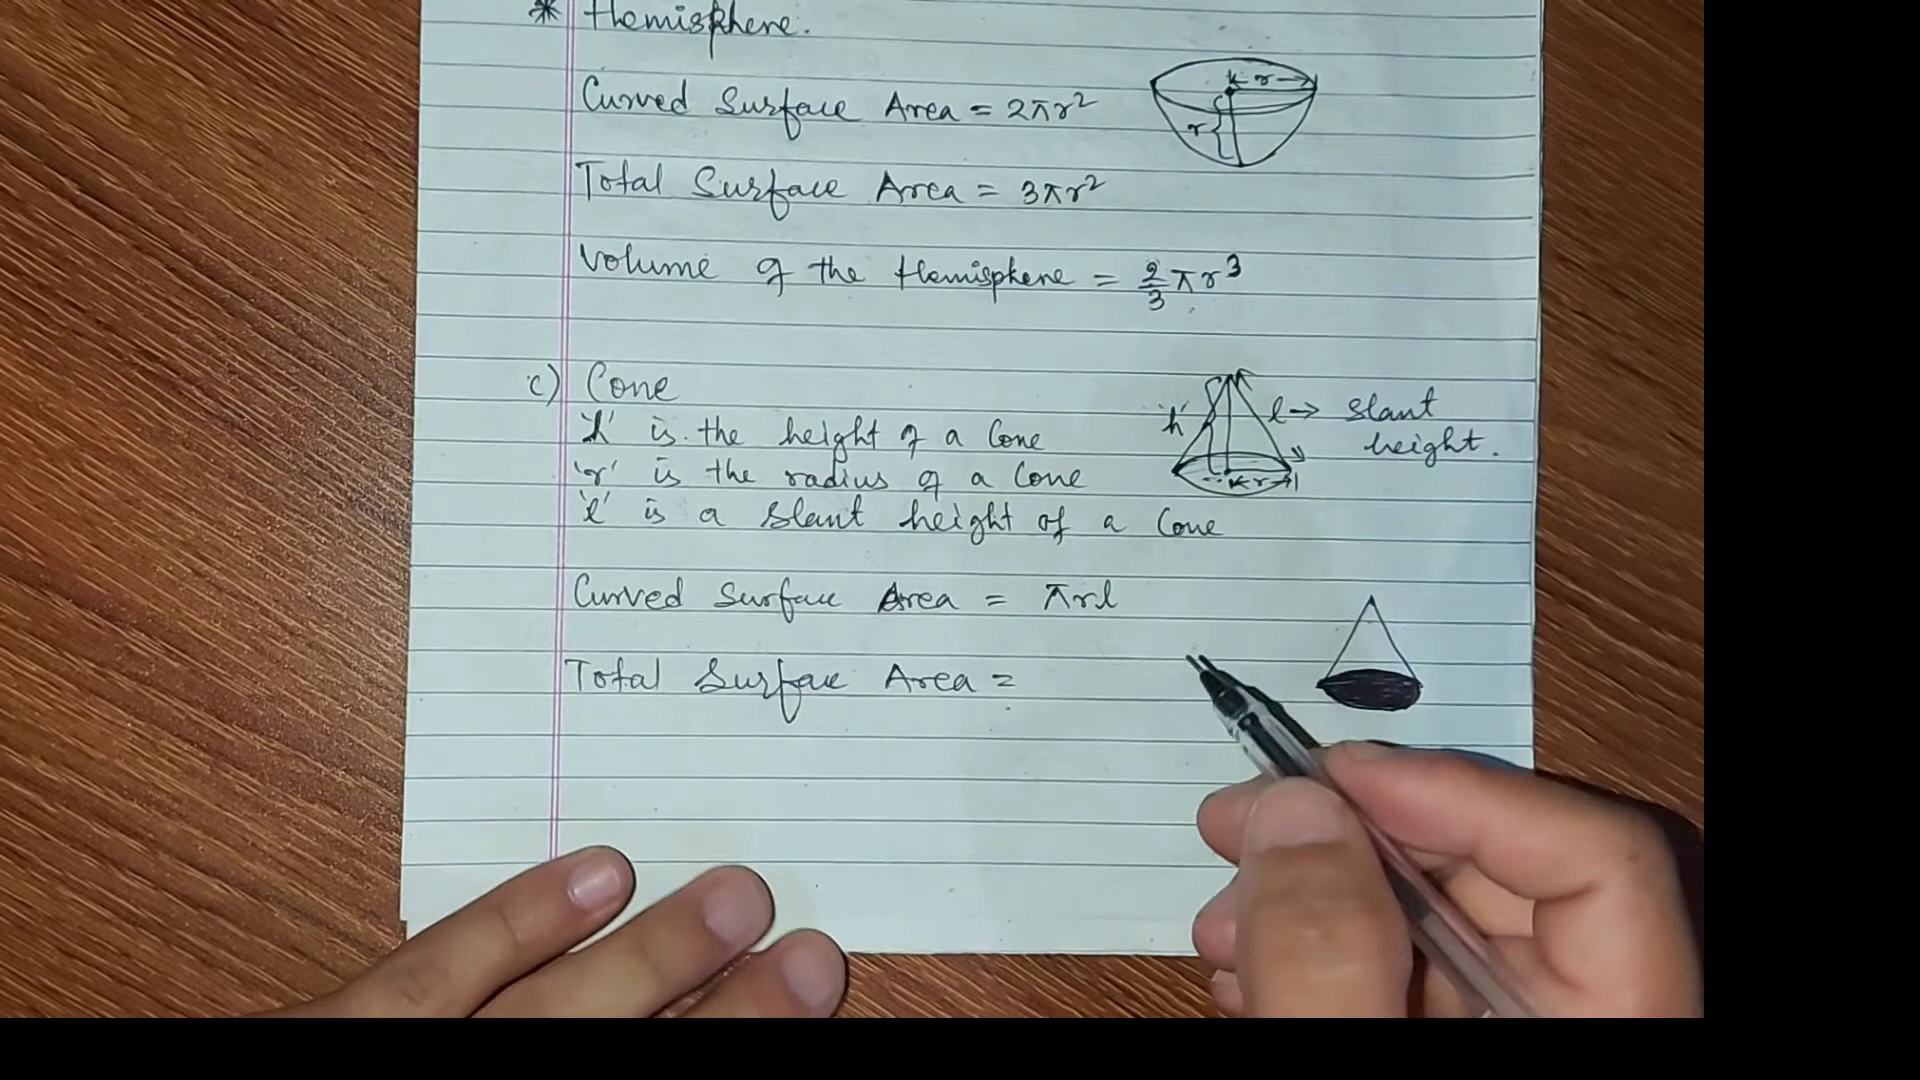 * Hemisphere.
Curved Surface Area = 2πr²
r
r
Total Surface Area = 3πr²
Volume of the Hemisphere = 2/3 πr³
c) Cone
'h' is the height of a Cone
'r' is the radius of a Cone
'l' is a slant height of a Cone
'h' l → slant height.
r
Curved Surface Area = πrl
Total Surface Area =